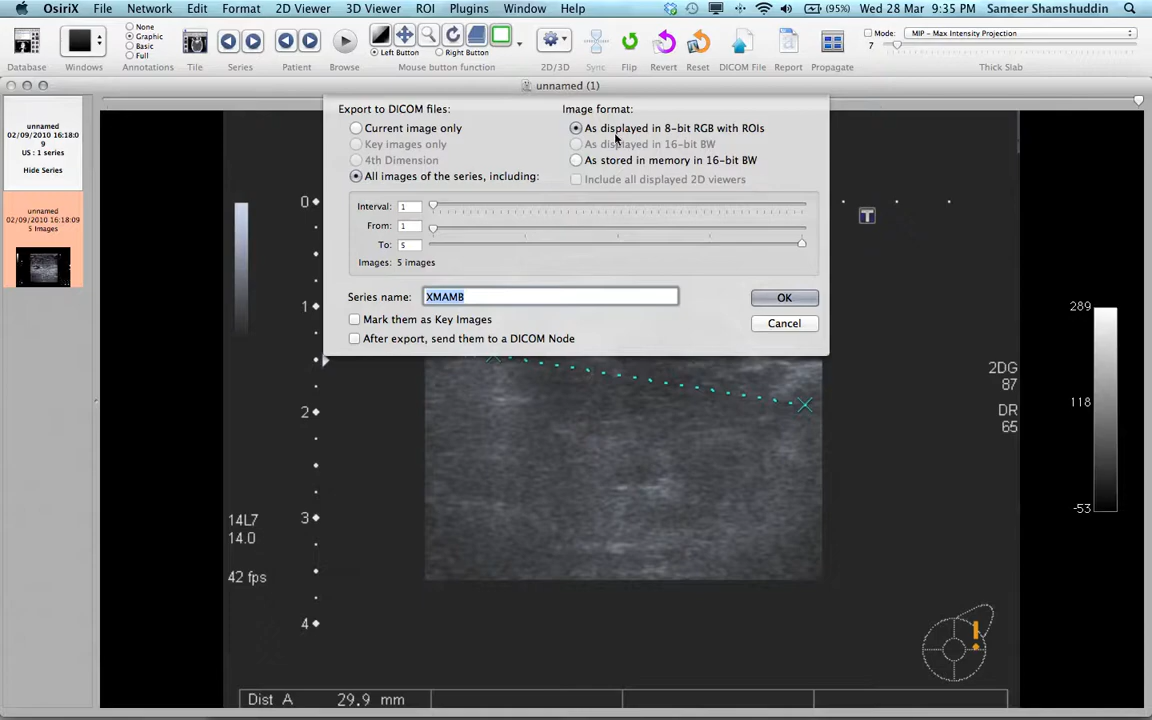 OsiriX File Network Edit Format 2D Viewer 3D Viewer ROI Plugins Window Help (95%) Wed 28 Mar 9:35 PM Sameer Shamshuddin
None
Graphic
Basic
Full
Mode: MIP - Max Intensity Projection
7
Left Button Right Button
Database Windows Annotations Tile Series Patient Browse Mouse button function 2D/3D Sync Flip Revert Reset DICOM File Report Propagate Thick Slab
unnamed (1)
unnamed
02/09/2010 16:18:09
US : 1 series
Hide Series
unnamed
02/09/2010 16:18:09
5 Images
Export to DICOM files:
Current image only
Key images only
4th Dimension
All images of the series, including:
Image format:
As displayed in 8-bit RGB with ROIs
As displayed in 16-bit BW
As stored in memory in 16-bit BW
Include all displayed 2D viewers
Interval: 1
From: 1
To: 5
Images: 5 images
Series name: XMAMB
OK
Mark them as Key Images
Cancel
After export, send them to a DICOM Node
0
T
1
2
3
4
289
118
-53
2DG
87
DR
65
14L7
14.0
42 fps
!
Dist A 29.9 mm